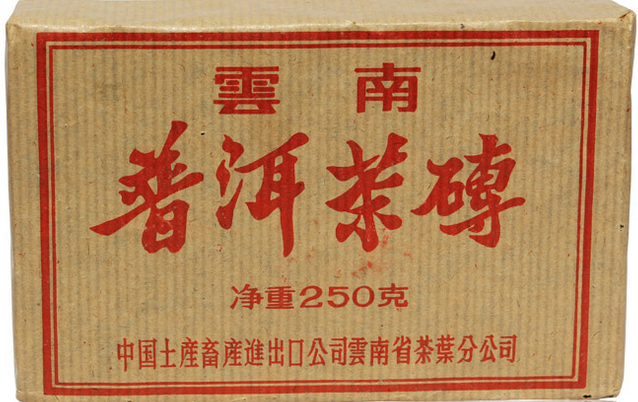 雲南
普洱茶磚
净重250克
中国土産畜産進出口公司雲南省茶葉分公司